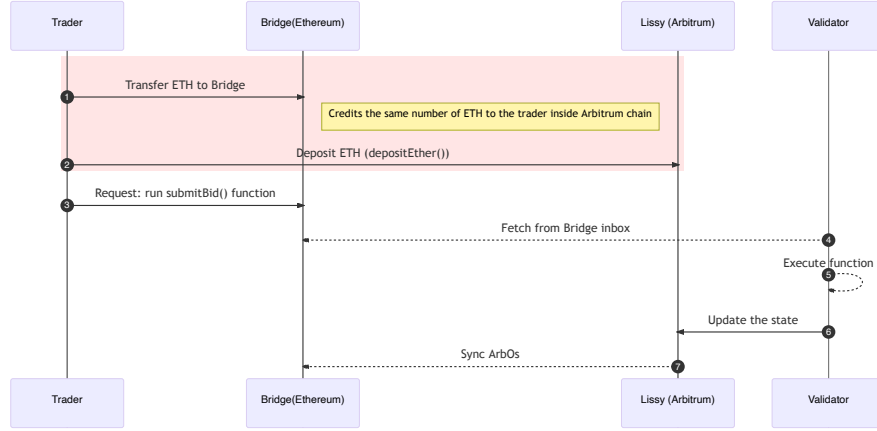 Trader
Bridge(Ethereum)
Lissy (Arbitrum)
Validator
1
Transfer ETH to Bridge
Credits the same number of ETH to the trader inside Arbitrum chain
2
Deposit ETH (depositEther())
3
Request: run submitBid() function
Fetch from Bridge inbox
4
Execute function
5
Update the state
6
Sync ArbOs
7
Trader
Bridge(Ethereum)
Lissy (Arbitrum)
Validator